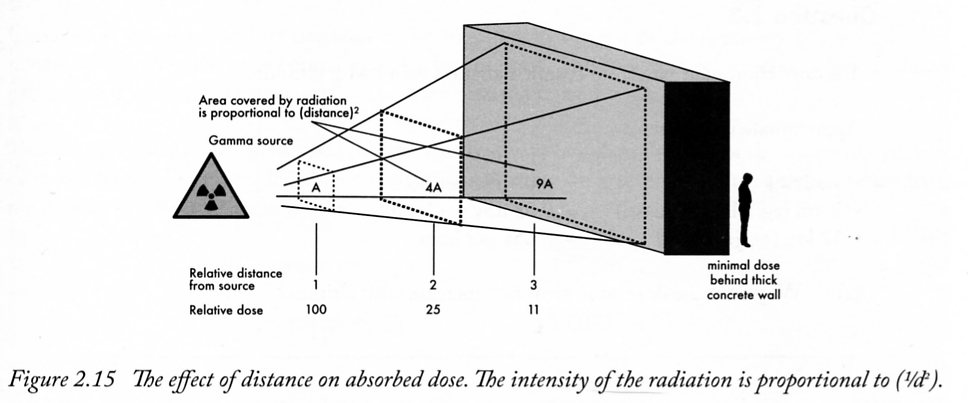 Area covered by radiation
is proportional to (distance)²
Gamma source
A
4A
9A
Relative distance
from source
1
2
3
Relative dose
100
25
11
minimal dose
behind thick
concrete wall
Figure 2.15 The effect of distance on absorbed dose. The intensity of the radiation is proportional to (1/d²).